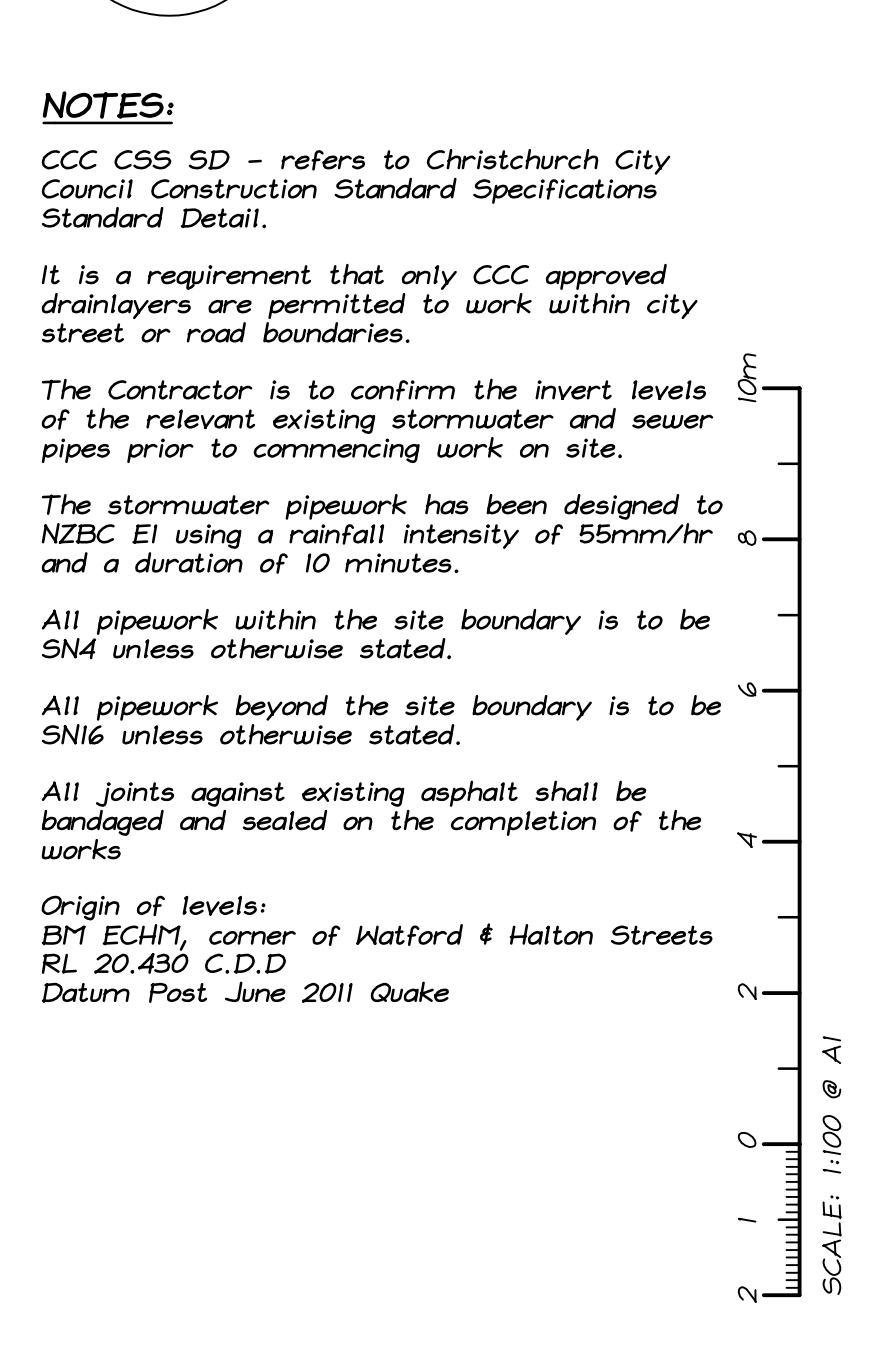 NOTES:
CCC CSS SD - refers to Christchurch City
Council Construction Standard Specifications
Standard Detail.
It is a requirement that only CCC approved
drainlayers are permitted to work within city
street or road boundaries.
The Contractor is to confirm the invert levels
of the relevant existing stormwater and sewer
pipes prior to commencing work on site.
The stormwater pipework has been designed to
NZBC E1 using a rainfall intensity of 55mm/hr
and a duration of 10 minutes.
All pipework within the site boundary is to be
SN4 unless otherwise stated.
All pipework beyond the site boundary is to be
SN16 unless otherwise stated.
All joints against existing asphalt shall be
bandaged and sealed on the completion of the
works
Origin of levels:
BM ECHM, corner of Watford & Halton Streets
RL 20.430 C.D.D
Datum Post June 2011 Quake
10m
8
6
4
2
0
1
2
SCALE: 1:100 @ A1